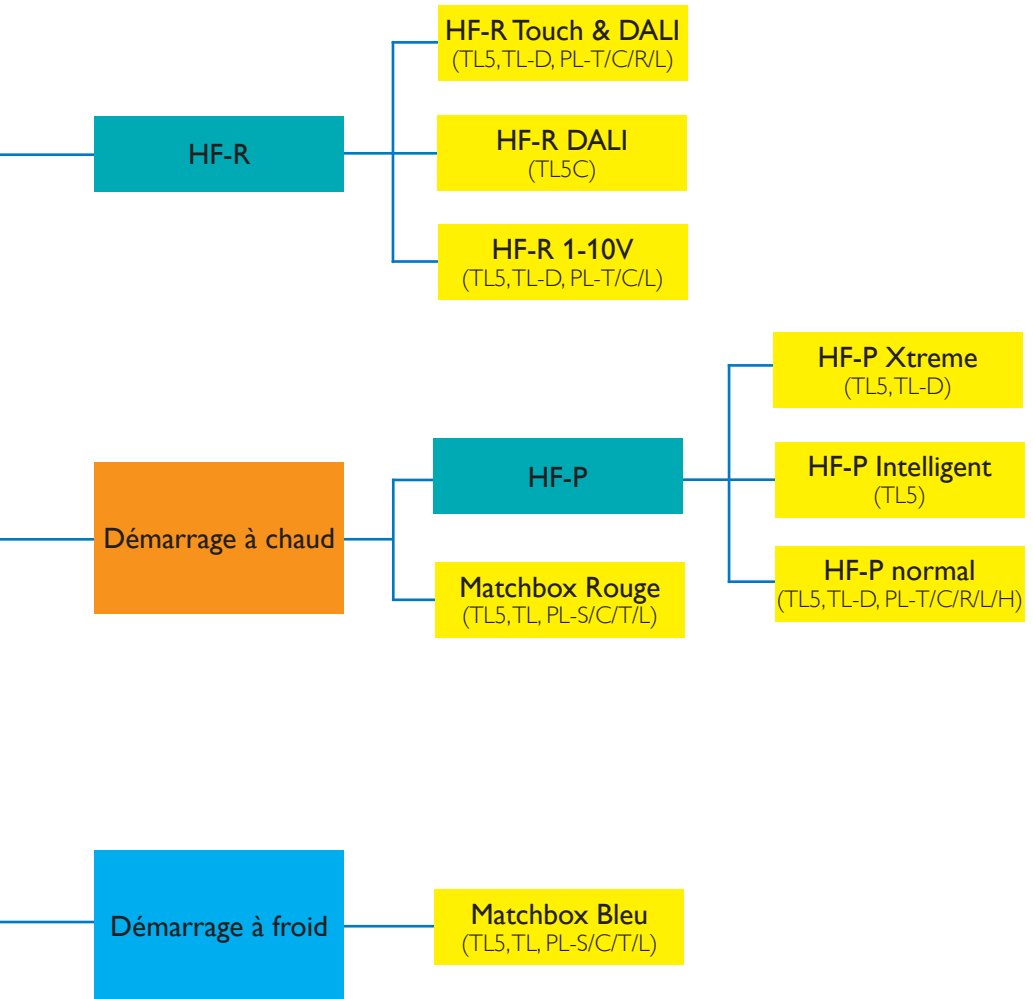 HF-R
HF-R Touch & DALI
(TL5, TL-D, PL-T/C/R/L)
HF-R DALI
(TL5C)
HF-R 1-10V
(TL5, TL-D, PL-T/C/L)
Démarrage à chaud
HF-P
HF-P Xtreme
(TL5, TL-D)
HF-P Intelligent
(TL5)
HF-P normal
(TL5, TL-D, PL-T/C/R/L/H)
Matchbox Rouge
(TL5, TL, PL-S/C/T/L)
Démarrage à froid
Matchbox Bleu
(TL5, TL, PL-S/C/T/L)